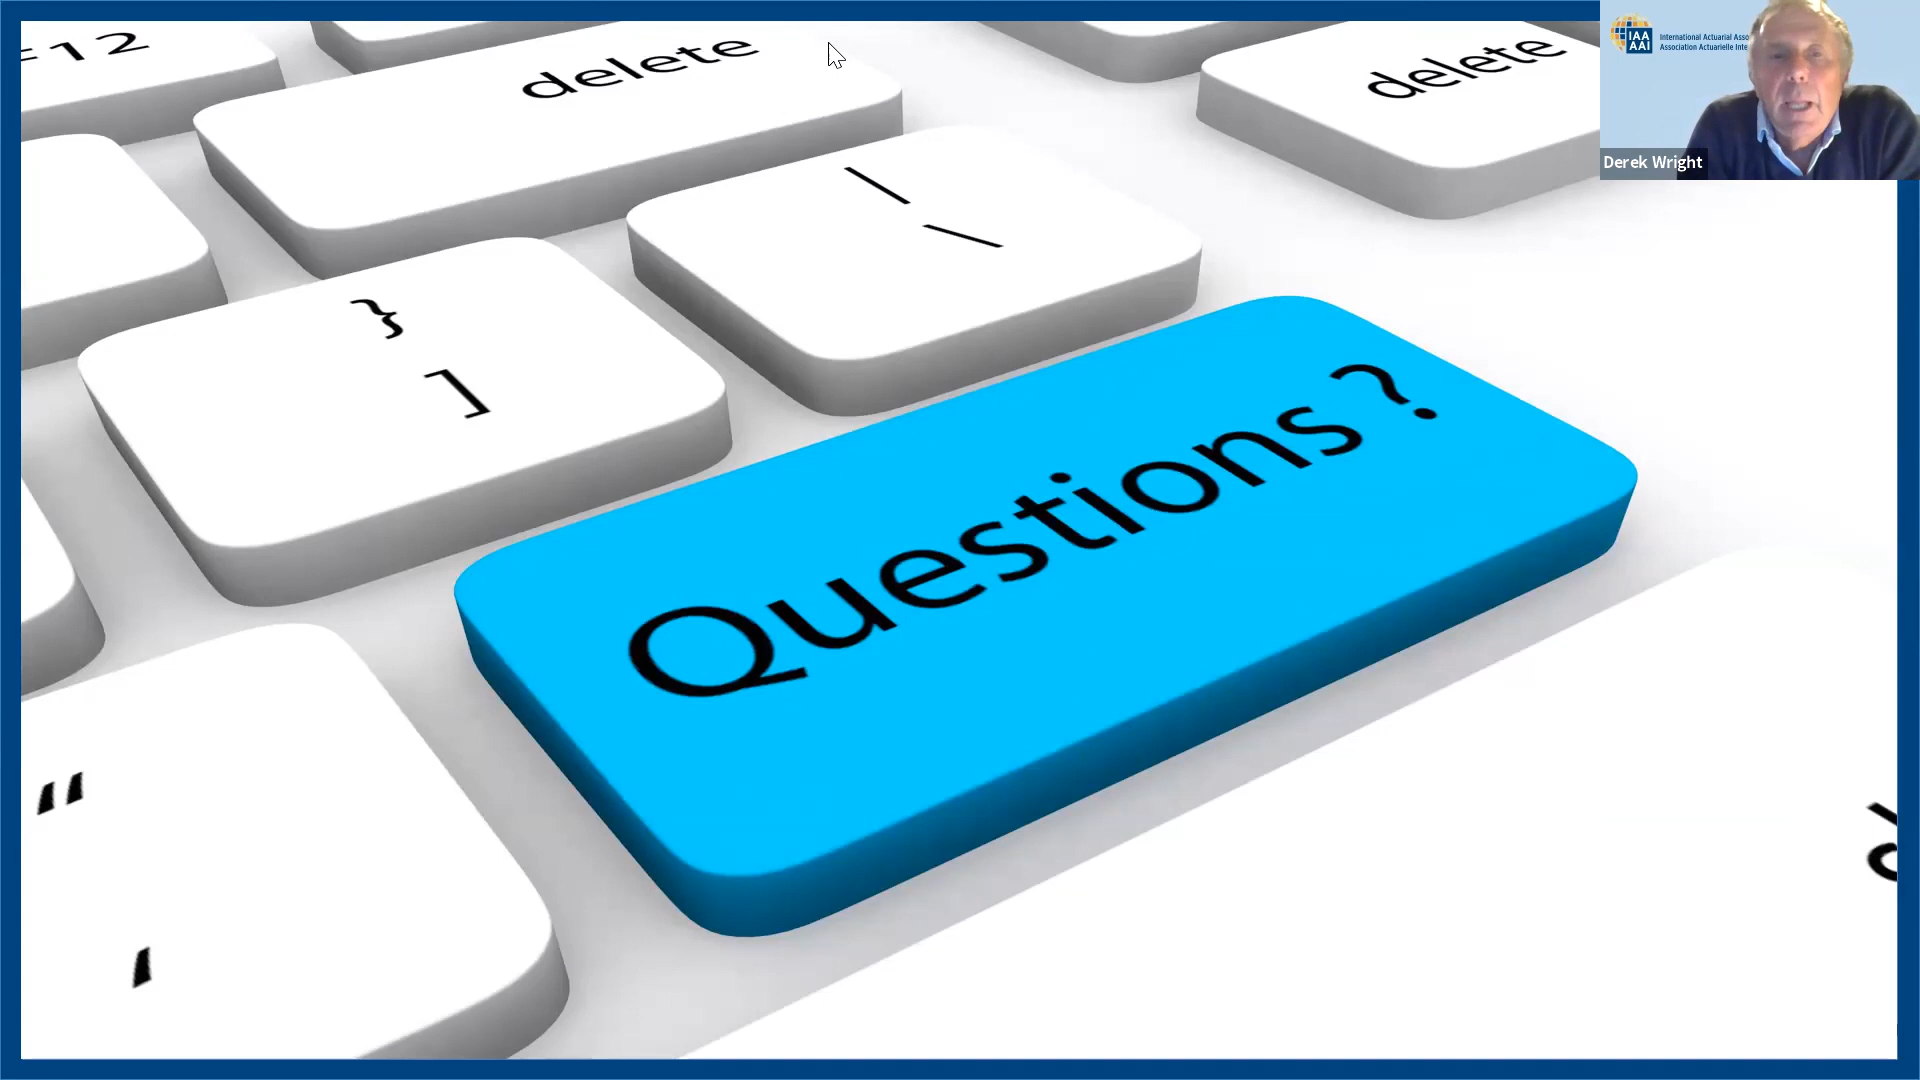 F12
delete
delete
IAA
AAI
International Actuarial Asso
Association Actuarielle Inte
Derek Wright
|
\
}
]
Questions ?
"
'